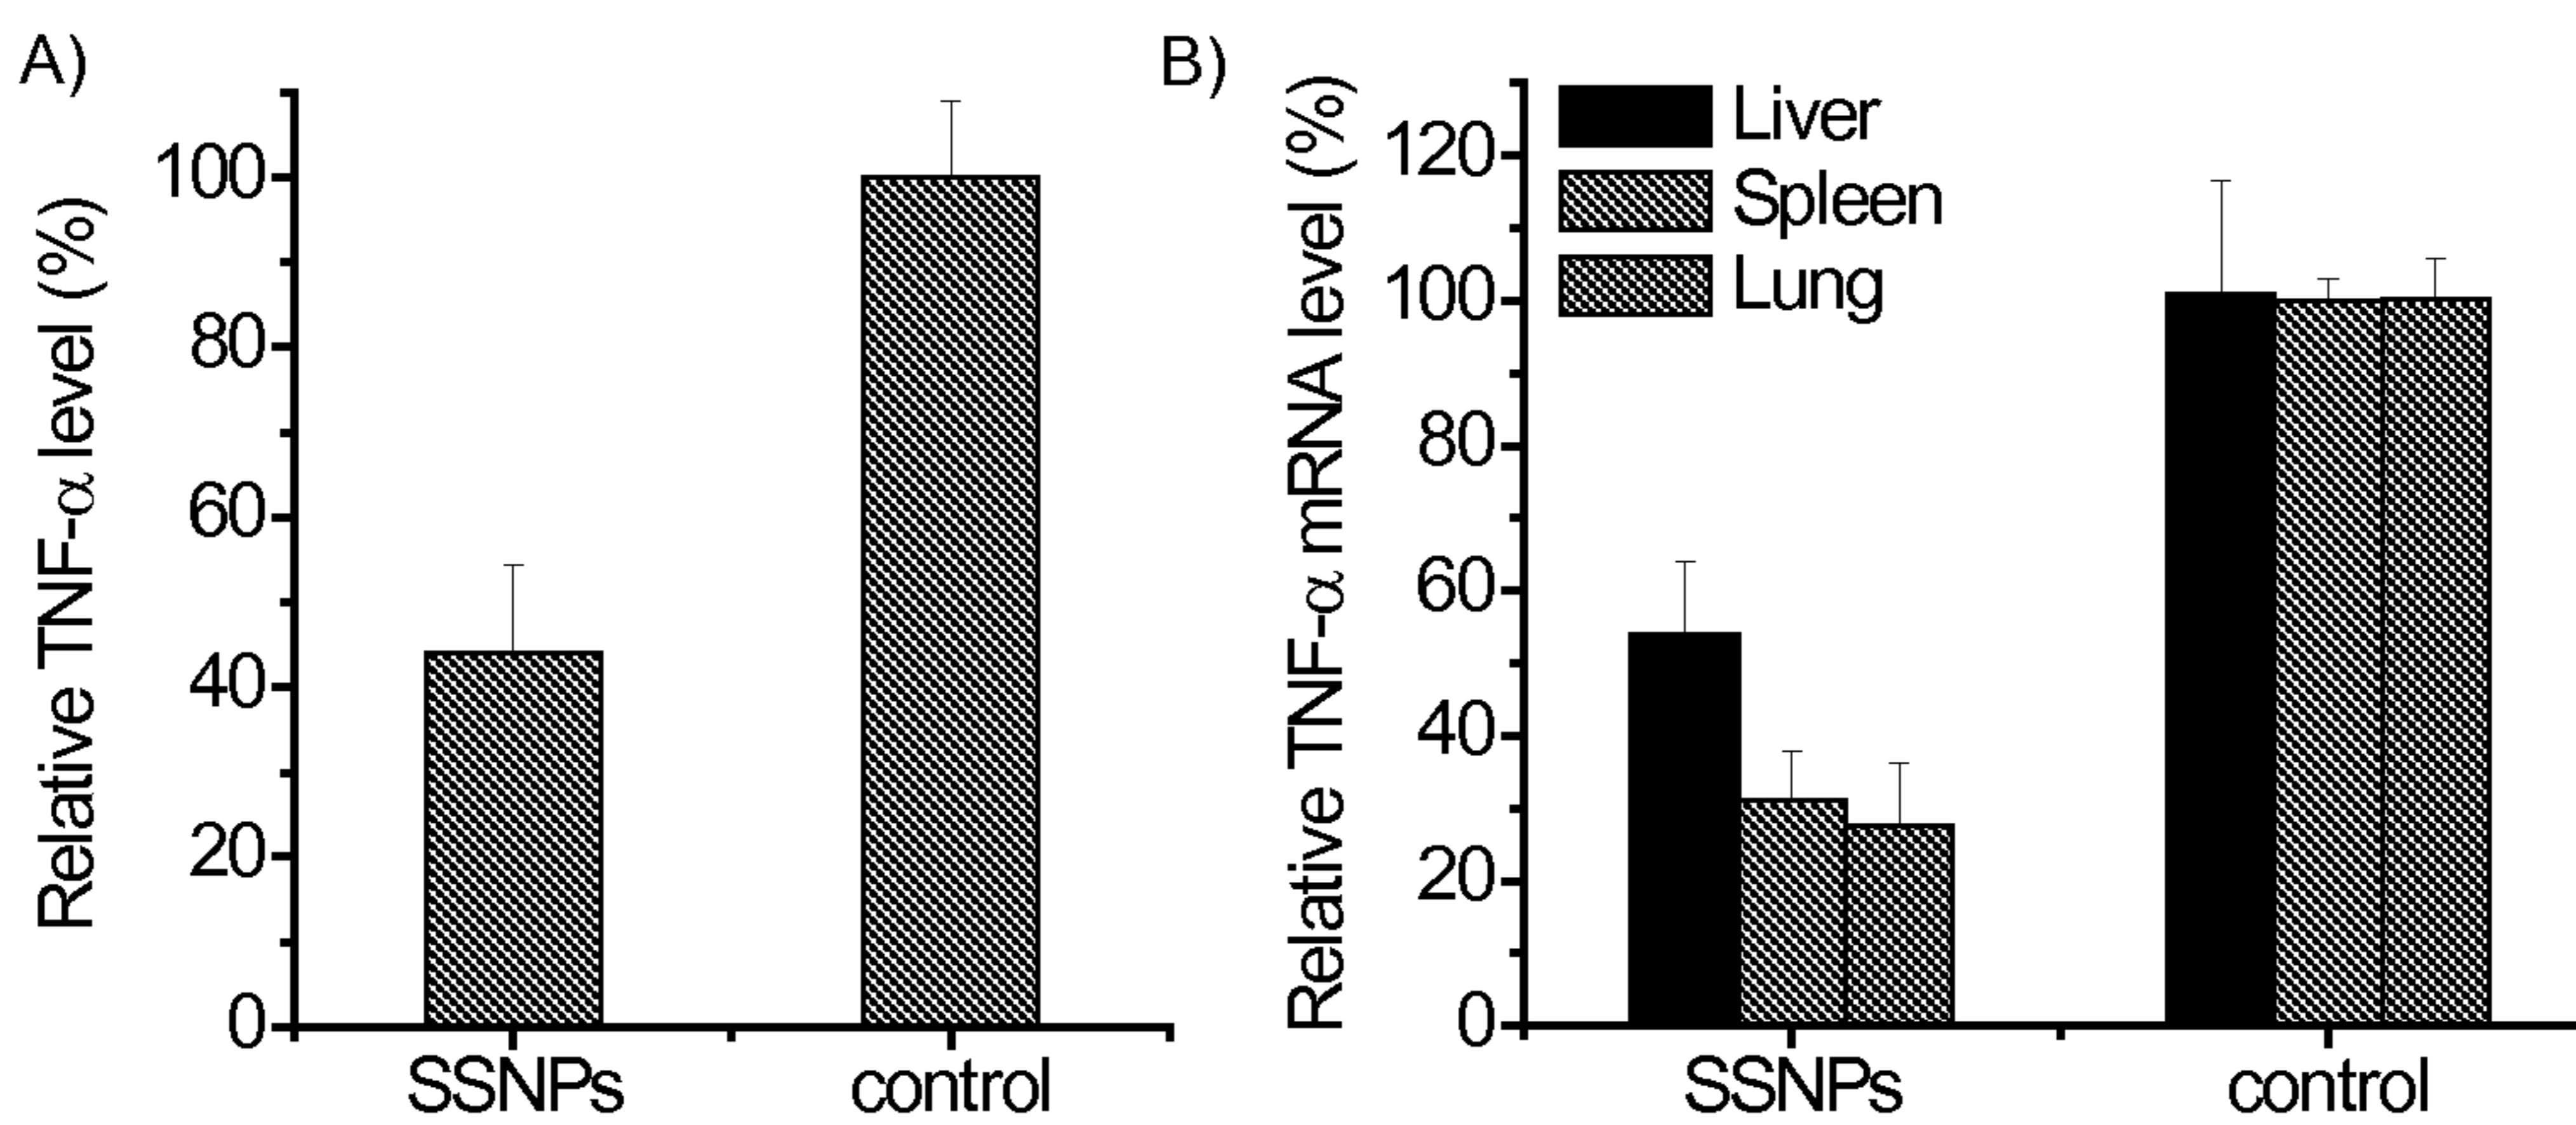 A)
Relative TNF-α level (%)
100
80
60
40
20
0
SSNPs control
B)
Relative TNF-α mRNA level (%)
Liver
Spleen
Lung
120
100
80
60
40
20
0
SSNPs control